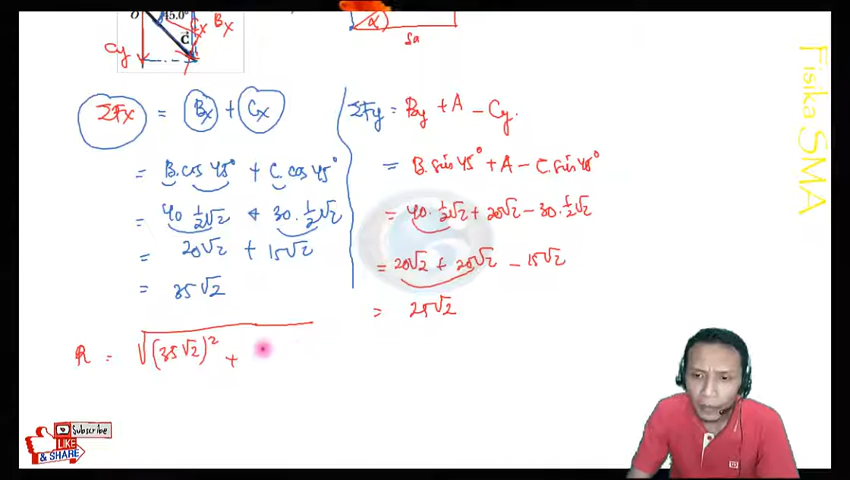 O 45.0° Cx Bx
Cy C
α
5a
ΣFx = Bx + Cx
= B.cos 45° + C.cos 45°
= 40.½√2 + 30.½√2
= 20√2 + 15√2
= 35√2
ΣFy = By + A - Cy.
= B.sin 45° + A - C.sin 45°
= 40.½√2 + 20√2 - 30.½√2
= 20√2 + 20√2 - 15√2
= 25√2
R = √(35√2)² +
Fisika SMA
Subscribe
LIKE
& SHARE